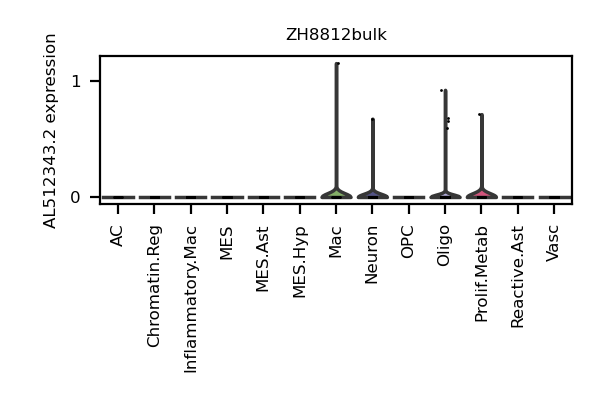 ZH8812bulk
AL512343.2 expression
1
0
AC
Chromatin.Reg
Inflammatory.Mac
MES
MES.Ast
MES.Hyp
Mac
Neuron
OPC
Oligo
Prolif.Metab
Reactive.Ast
Vasc